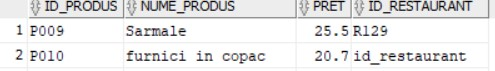 ID_PRODUS NUME_PRODUS PRET ID_RESTAURANT
1 P009 Sarmale 25.5 R129
2 P010 furnici in copac 20.7 id_restaurant